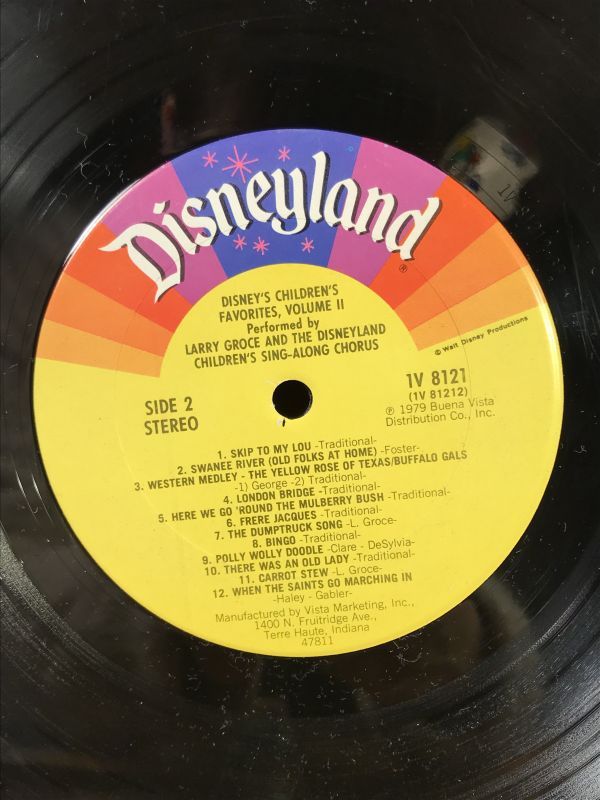 Disneyland
®
DISNEY'S CHILDREN'S
FAVORITES, VOLUME II
Performed by
LARRY GROCE AND THE DISNEYLAND
CHILDREN'S SING-ALONG CHORUS
© Walt Disney Productions
SIDE 2
STEREO
1V 8121
(1V 81212)
℗ 1979 Buena Vista
Distribution Co., Inc.
1. SKIP TO MY LOU -Traditional-
2. SWANEE RIVER (OLD FOLKS AT HOME) -Foster-
3. WESTERN MEDLEY - THE YELLOW ROSE OF TEXAS/BUFFALO GALS
-1) George -2) Traditional-
4. LONDON BRIDGE -Traditional-
5. HERE WE GO 'ROUND THE MULBERRY BUSH -Traditional-
6. FRERE JACQUES -Traditional-
7. THE DUMPTRUCK SONG -L. Groce-
8. BINGO -Traditional-
9. POLLY WOLLY DOODLE -Clare - DeSylvia-
10. THERE WAS AN OLD LADY -Traditional-
11. CARROT STEW -L. Groce-
12. WHEN THE SAINTS GO MARCHING IN
-Haley - Gabler-
Manufactured by Vista Marketing, Inc.,
1400 N. Fruitridge Ave.,
Terre Haute, Indiana
47811